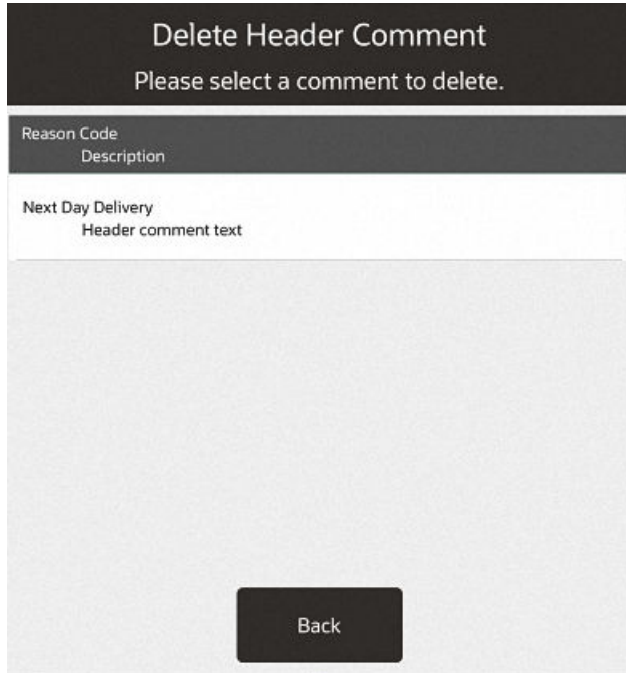 Delete Header Comment
Please select a comment to delete.
Reason Code
Description
Next Day Delivery
Header comment text
Back